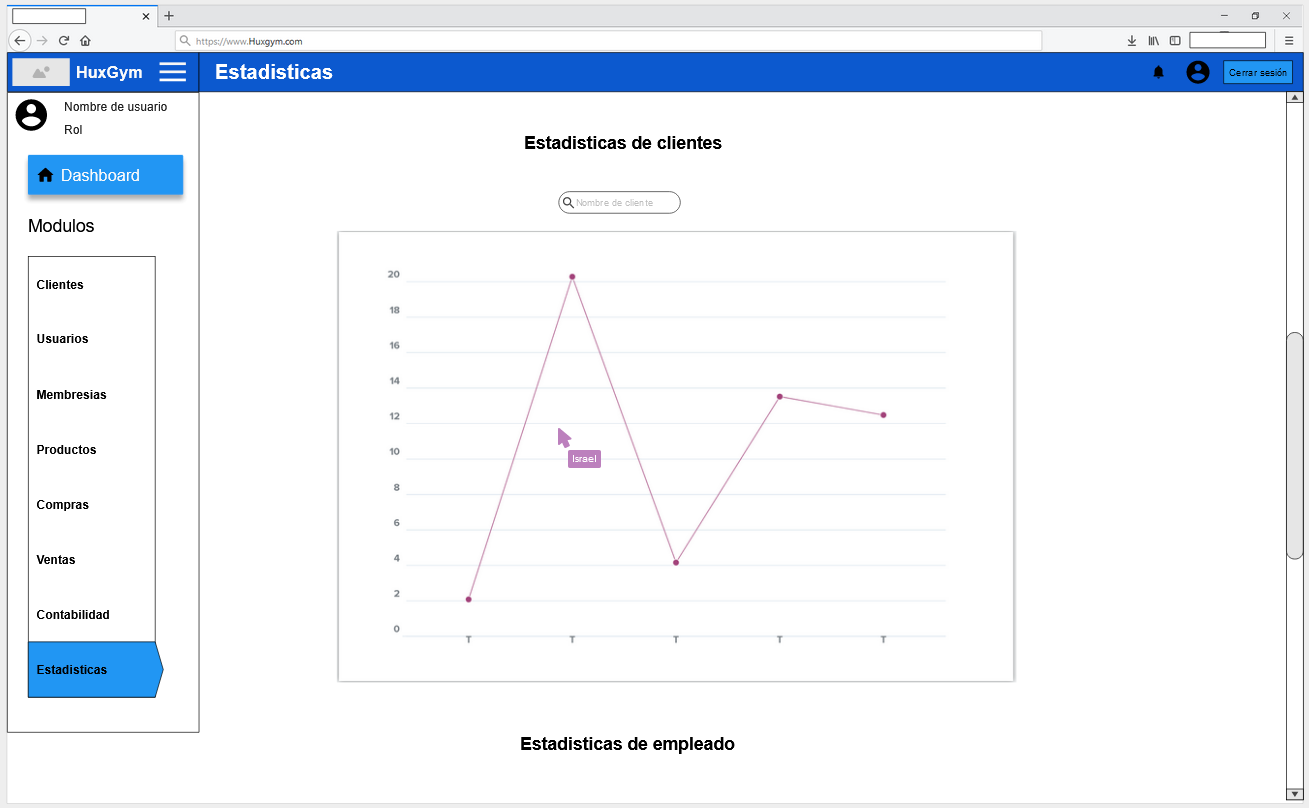 https://www.Huxgym.com
HuxGym
Estadisticas
Cerrar sesión
Nombre de usuario
Rol
Dashboard
Modulos
Clientes
Usuarios
Membresias
Productos
Compras
Ventas
Contabilidad
Estadisticas
Estadisticas de clientes
Nombre de cliente
20
18
16
14
12
10
8
6
4
2
0
Israel
T T T T T
Estadisticas de empleado